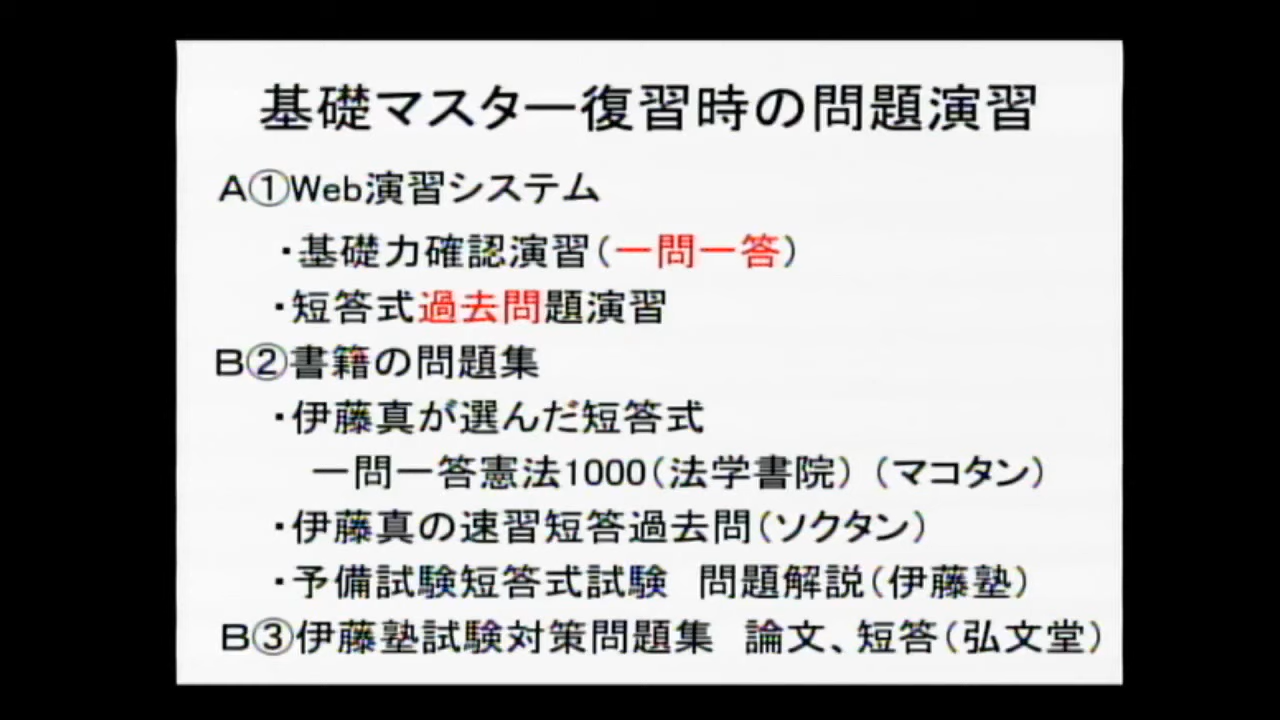 基礎マスター復習時の問題演習
A①Web演習システム
・基礎力確認演習（一問一答）
・短答式過去問題演習
B②書籍の問題集
・伊藤真が選んだ短答式
一問一答憲法1000（法学書院）（マコタン）
・伊藤真の速習短答過去問（ソクタン）
・予備試験短答式試験　問題解説（伊藤塾）
B③伊藤塾試験対策問題集　論文、短答（弘文堂）